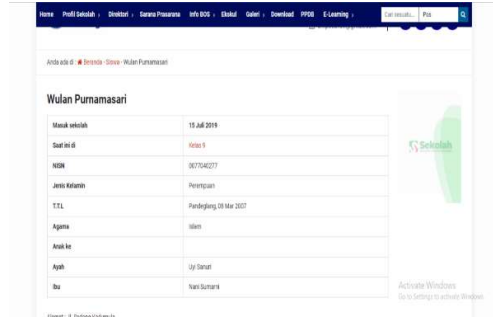 Home Profil Sekolah Direktori Sarana Prasarana Info BOS Ekskul Galeri Download PPDB E-Learning Cari sesuatu... Pos
Anda ada di : Beranda - Siswa - Wulan Purnamasari
Wulan Purnamasari
Masuk sekolah 15 Juli 2019
Saat ini di Kelas 9
NISN 0077040277
Jenis Kelamin Perempuan
T.T.L Pandeglang, 08 Mar 2007
Agama Islam
Anak ke
Ayah Uyi Sanuri
Ibu Nani Sumarni
Sekolah
Activate Windows
Go to Settings to activate Windows.